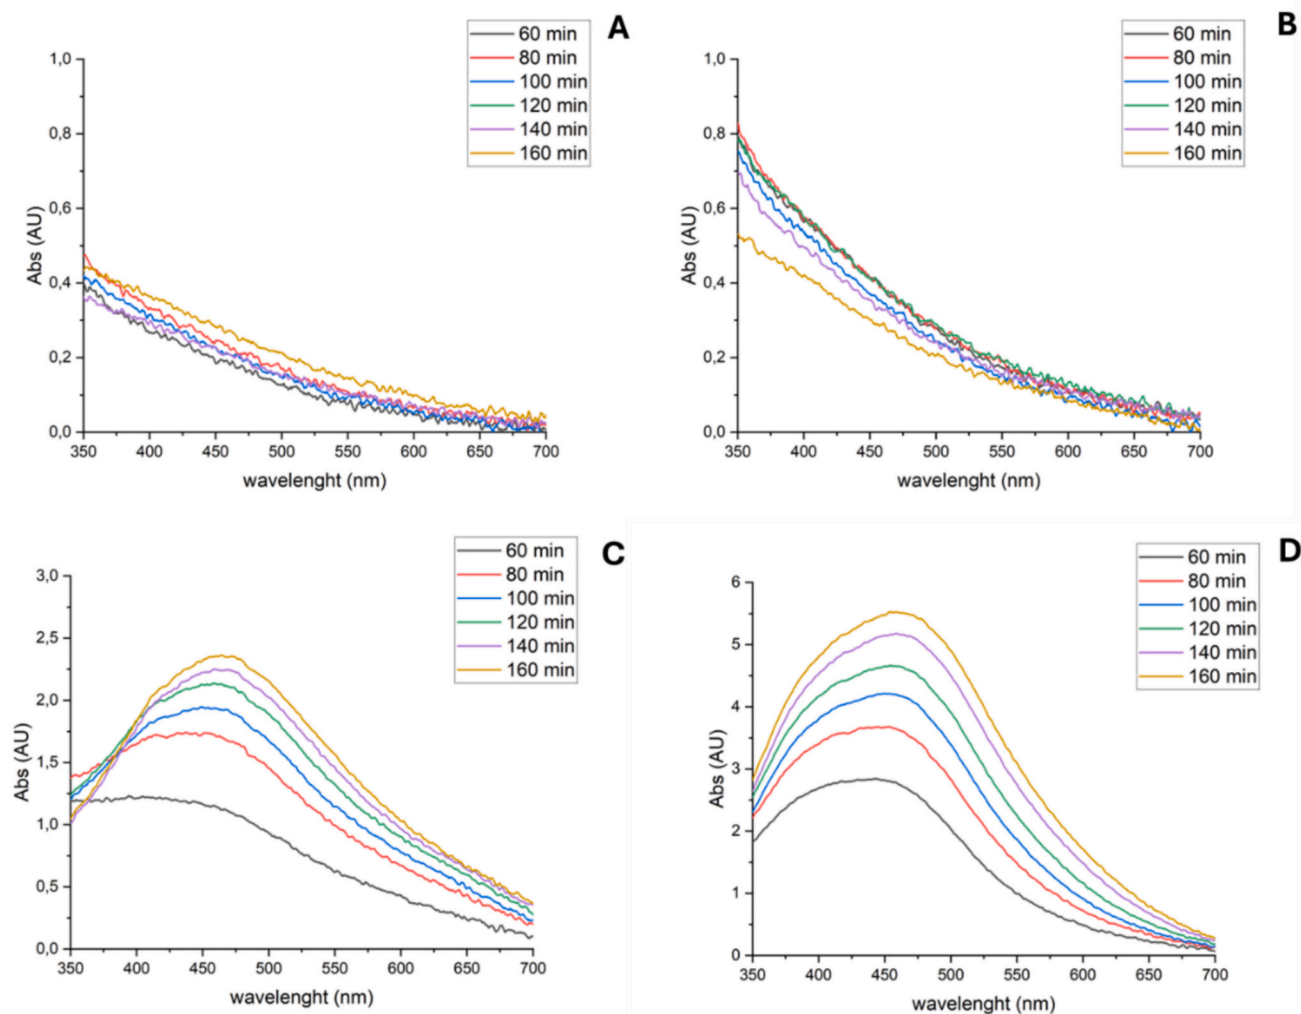 A
60 min
80 min
100 min
120 min
140 min
160 min
1,0
0,8
0,6
0,4
0,2
0,0
Abs (AU)
350 400 450 500 550 600 650 700
wavelenght (nm)
B
60 min
80 min
100 min
120 min
140 min
160 min
1,0
0,8
0,6
0,4
0,2
0,0
Abs (AU)
350 400 450 500 550 600 650 700
wavelenght (nm)
C
60 min
80 min
100 min
120 min
140 min
160 min
3,0
2,5
2,0
1,5
1,0
0,5
0,0
Abs (AU)
350 400 450 500 550 600 650 700
wavelenght (nm)
D
60 min
80 min
100 min
120 min
140 min
160 min
6
5
4
3
2
1
0
Abs (AU)
350 400 450 500 550 600 650 700
wavelenght (nm)